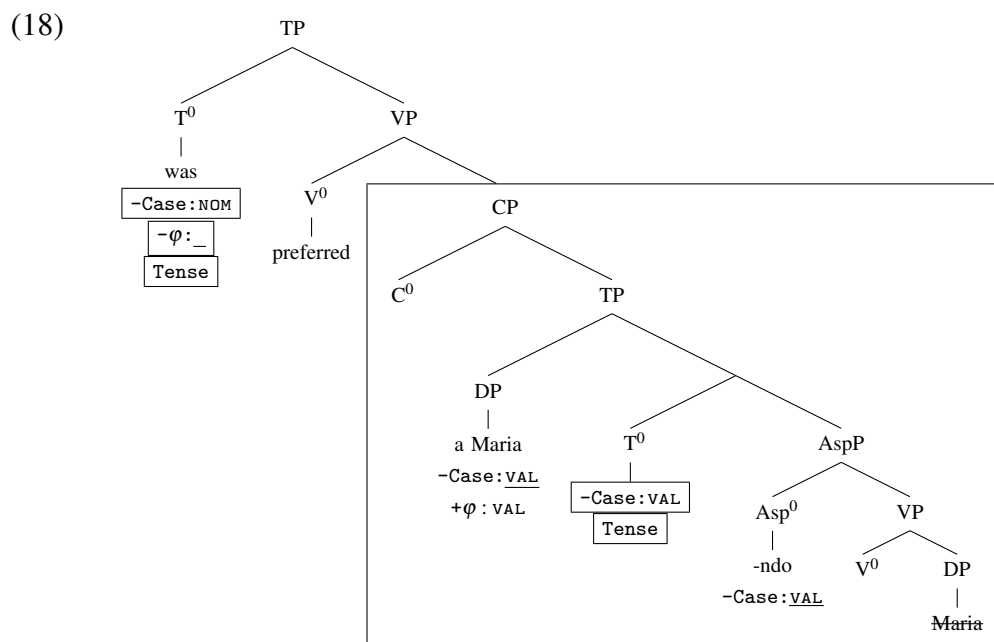 (18)
TP
T⁰ VP
was
-Case:NOM
-φ:_
Tense
V⁰ CP
preferred
C⁰ TP
DP
a Maria
-Case:VAL
+φ:VAL
T⁰ AspP
-Case:VAL
Tense
Asp⁰ VP
-ndo
-Case:VAL
V⁰ DP
Maria